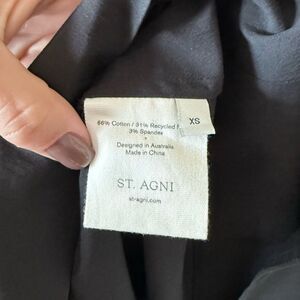 66% Cotton / 31% Recycled
3% Spandex
Designed in Australia
Made in China
ST. AGNI
st-agni.com
XS